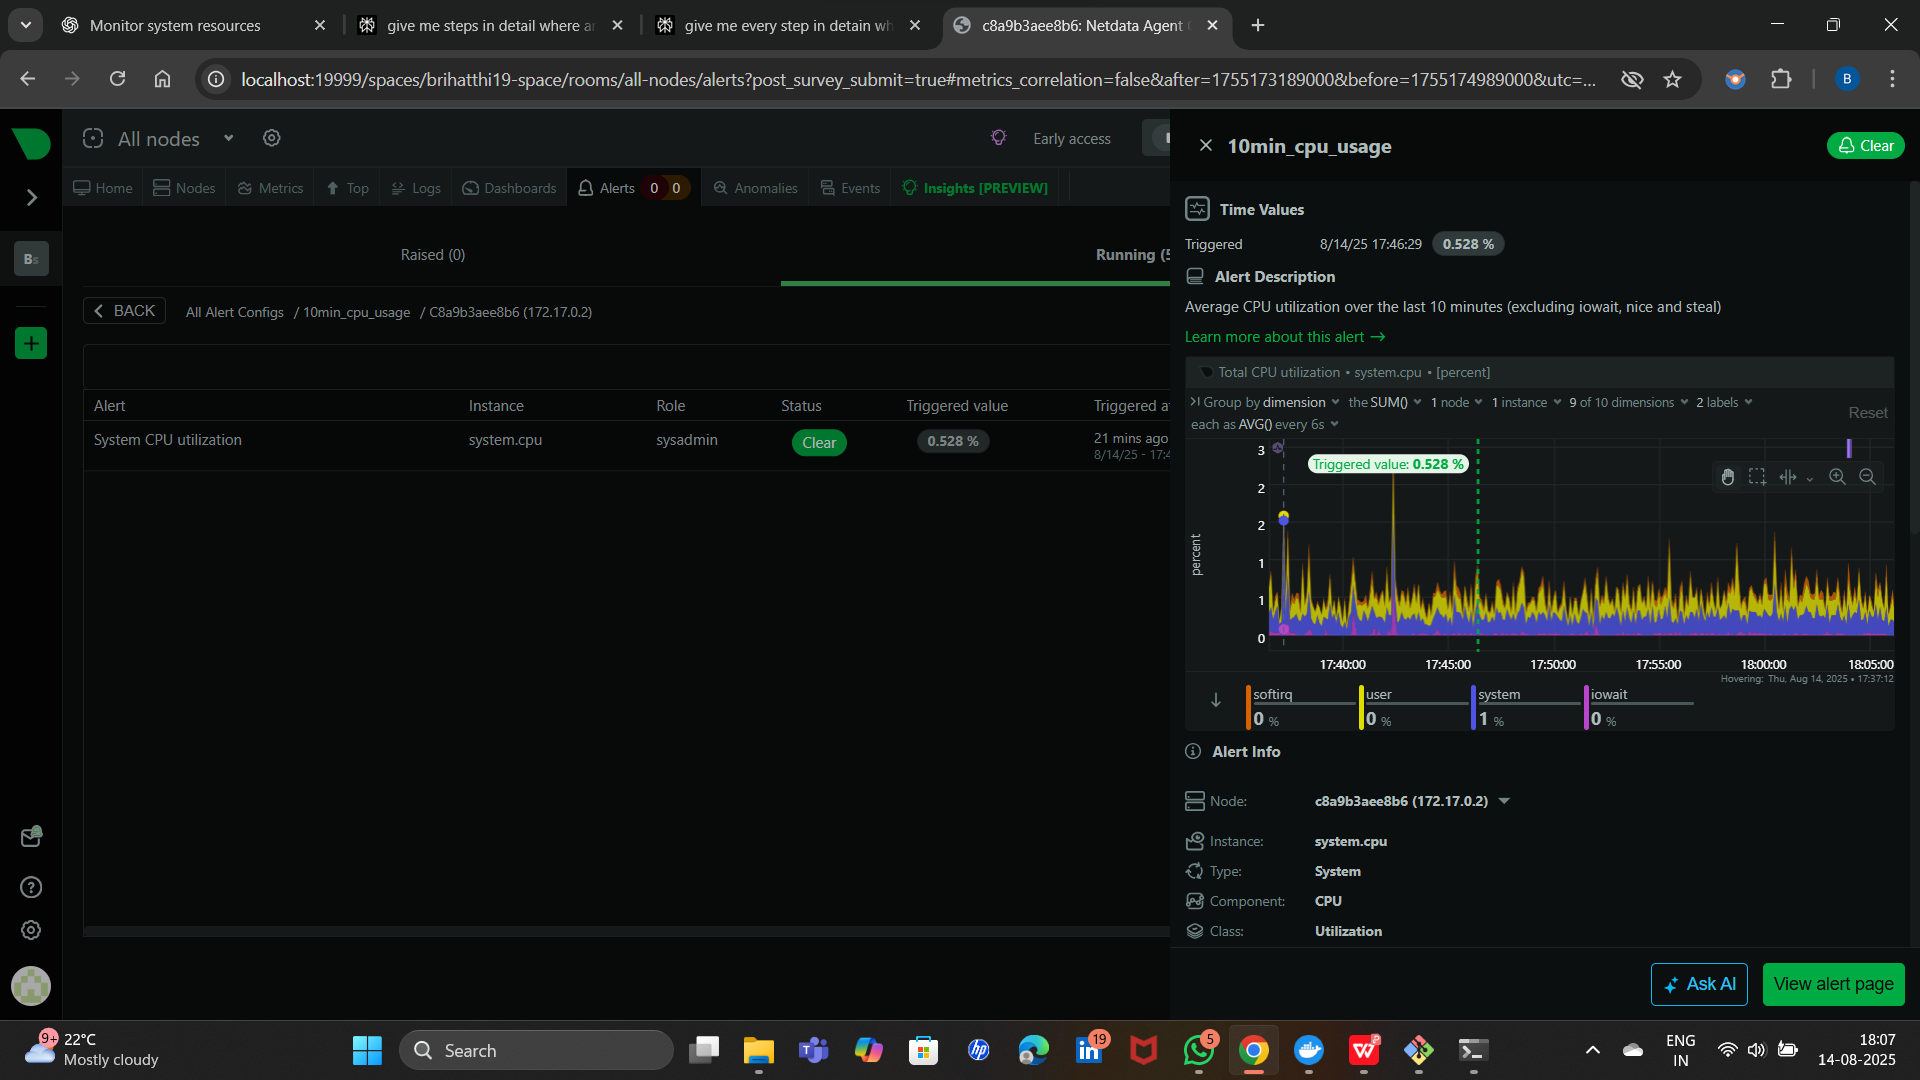 Monitor system resources
give me steps in detail where ar
give me every step in detain wh
c8a9b3aee8b6: Netdata Agent
localhost:19999/spaces/brihatthi19-space/rooms/all-nodes/alerts?post_survey_submit=true#metrics_correlation=false&after=1755173189000&before=1755174989000&utc=...
B
All nodes
Early access
Home
Nodes
Metrics
Top
Logs
Dashboards
Alerts 0 0
Anomalies
Events
Insights [PREVIEW]
Bs
Raised (0)
Running (5
BACK
All Alert Configs / 10min_cpu_usage / C8a9b3aee8b6 (172.17.0.2)
Alert Instance Role Status Triggered value Triggered a
System CPU utilization system.cpu sysadmin Clear 0.528 % 21 mins ago
8/14/25 - 17:4
10min_cpu_usage
Clear
Time Values
Triggered 8/14/25 17:46:29 0.528 %
Alert Description
Average CPU utilization over the last 10 minutes (excluding iowait, nice and steal)
Learn more about this alert →
Total CPU utilization • system.cpu • [percent]
Group by dimension the SUM() 1 node 1 instance 9 of 10 dimensions 2 labels
each as AVG() every 6s
Reset
Triggered value: 0.528 %
percent
3
2
2
1
1
0
17:40:00 17:45:00 17:50:00 17:55:00 18:00:00 18:05:00
Hovering: Thu, Aug 14, 2025 • 17:37:12
softirq user system iowait
0 % 0 % 1 % 0 %
Alert Info
Node: c8a9b3aee8b6 (172.17.0.2)
Instance: system.cpu
Type: System
Component: CPU
Class: Utilization
Ask AI
View alert page
9+
22°C
Mostly cloudy
Search
19
5
ENG
IN
18:07
14-08-2025